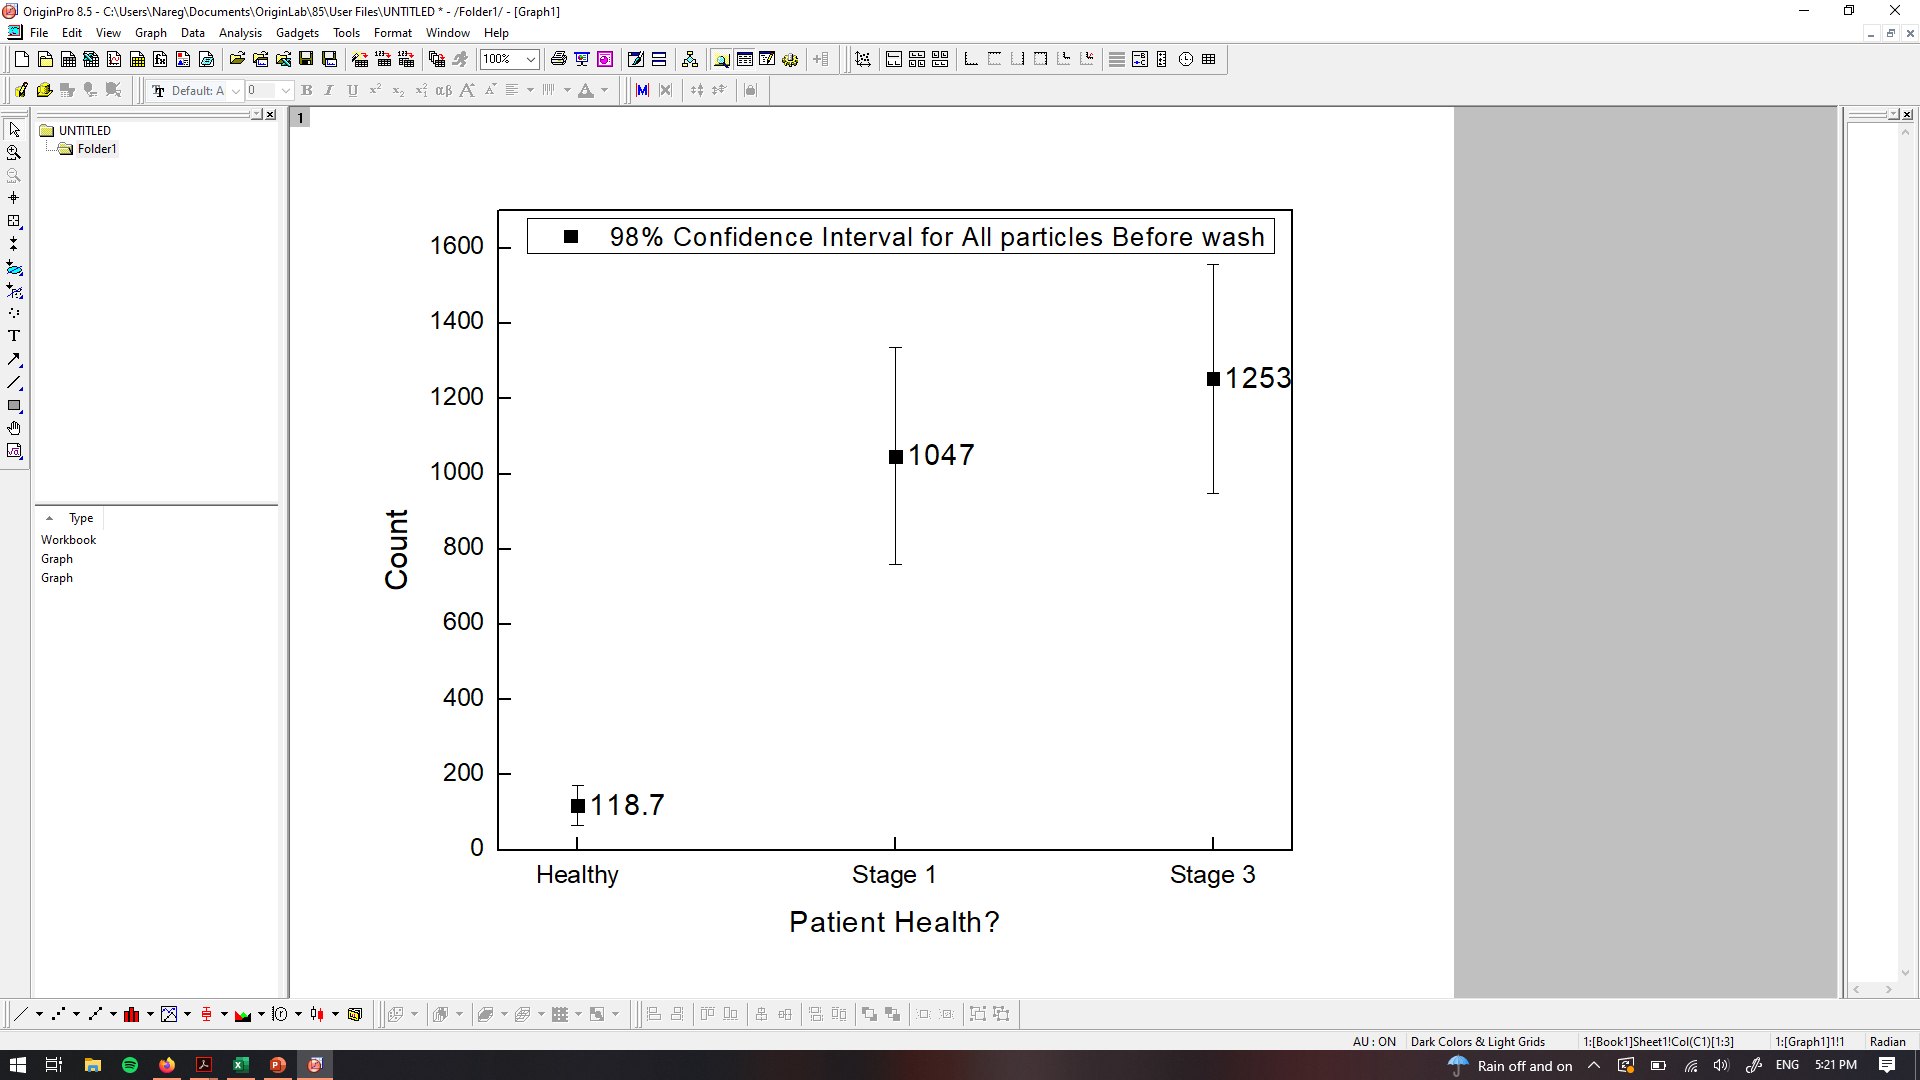 OriginPro 8.5 - C:\Users\Nareg\Documents\OriginLab\85\User Files\UNTITLED * - /Folder1/ - [Graph1]
File Edit View Graph Data Analysis Gadgets Tools Format Window Help
100%
Default: A 0 B I U x² x₂ αβ A A A
UNTITLED
Folder1
Type
Workbook
Graph
Graph
1
98% Confidence Interval for All particles Before wash
1600
1400
1200
1000
800
600
400
200
0
Count
1253
1047
118.7
Healthy Stage 1 Stage 3
Patient Health?
AU : ON Dark Colors & Light Grids 1:[Book1]Sheet1!Col(C1)[1:3] 1:[Graph1]1!1 Radian
Rain off and on ENG 5:21 PM